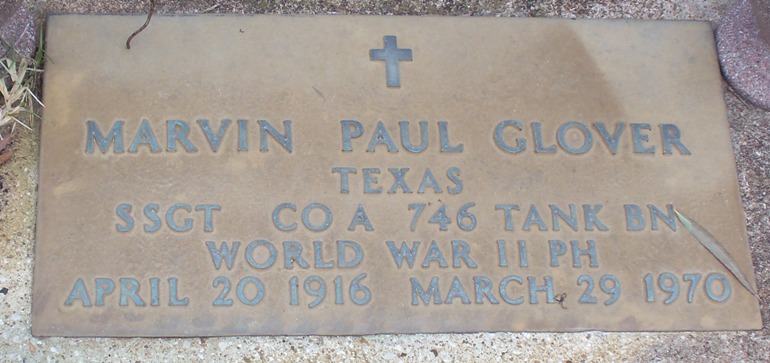 MARVIN PAUL GLOVER
TEXAS
SSGT CO A 746 TANK BN
WORLD WAR II PH
APRIL 20 1916 MARCH 29 1970